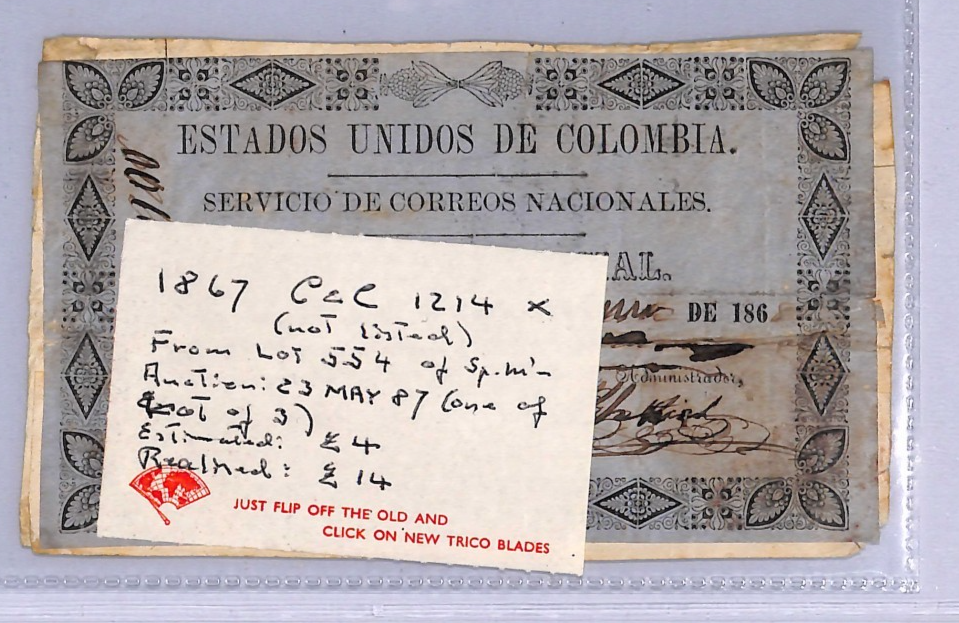 ESTADOS UNIDOS DE COLOMBIA.
SERVICIO DE CORREOS NACIONALES.
AL.
DE 186
Administrador,
1867 C&C 1214 x
(not listed)
From Lot 554 of Sp.m'n
Auction: 23 MAY 87 (one of
lot of 3)
Estimated: £4
Realised: £14
JUST FLIP OFF THE OLD AND
CLICK ON NEW TRICO BLADES